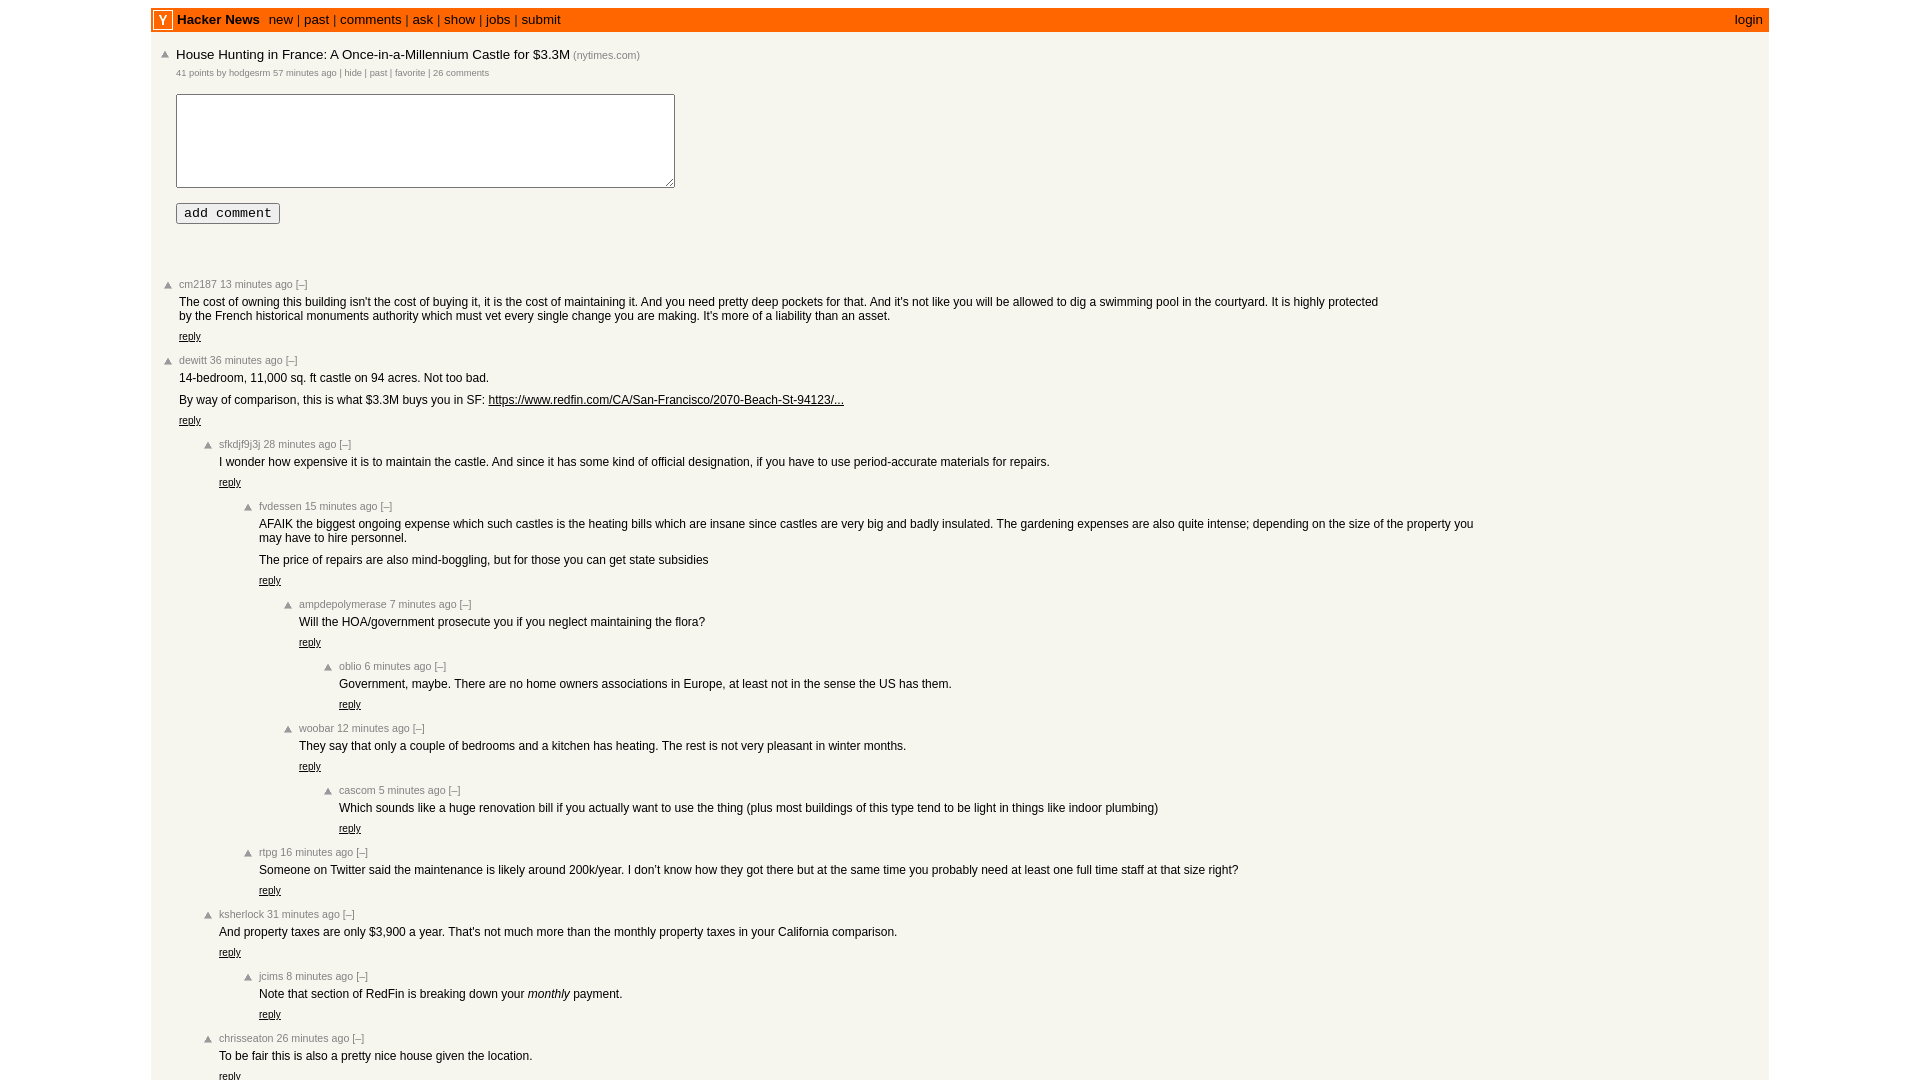 Y Hacker News new | past | comments | ask | show | jobs | submit login
House Hunting in France: A Once-in-a-Millennium Castle for $3.3M (nytimes.com)
41 points by hodgesrm 57 minutes ago | hide | past | favorite | 26 comments
add comment
cm2187 13 minutes ago [–]
The cost of owning this building isn't the cost of buying it, it is the cost of maintaining it. And you need pretty deep pockets for that. And it's not like you will be allowed to dig a swimming pool in the courtyard. It is highly protected
by the French historical monuments authority which must vet every single change you are making. It's more of a liability than an asset.
reply
dewitt 36 minutes ago [–]
14-bedroom, 11,000 sq. ft castle on 94 acres. Not too bad.
By way of comparison, this is what $3.3M buys you in SF: https://www.redfin.com/CA/San-Francisco/2070-Beach-St-94123/...
reply
sfkdjf9j3j 28 minutes ago [–]
I wonder how expensive it is to maintain the castle. And since it has some kind of official designation, if you have to use period-accurate materials for repairs.
reply
fvdessen 15 minutes ago [–]
AFAIK the biggest ongoing expense which such castles is the heating bills which are insane since castles are very big and badly insulated. The gardening expenses are also quite intense; depending on the size of the property you
may have to hire personnel.
The price of repairs are also mind-boggling, but for those you can get state subsidies
reply
ampdepolymerase 7 minutes ago [–]
Will the HOA/government prosecute you if you neglect maintaining the flora?
reply
oblio 6 minutes ago [–]
Government, maybe. There are no home owners associations in Europe, at least not in the sense the US has them.
reply
woobar 12 minutes ago [–]
They say that only a couple of bedrooms and a kitchen has heating. The rest is not very pleasant in winter months.
reply
cascom 5 minutes ago [–]
Which sounds like a huge renovation bill if you actually want to use the thing (plus most buildings of this type tend to be light in things like indoor plumbing)
reply
rtpg 16 minutes ago [–]
Someone on Twitter said the maintenance is likely around 200k/year. I don’t know how they got there but at the same time you probably need at least one full time staff at that size right?
reply
ksherlock 31 minutes ago [–]
And property taxes are only $3,900 a year. That's not much more than the monthly property taxes in your California comparison.
reply
jcims 8 minutes ago [–]
Note that section of RedFin is breaking down your monthly payment.
reply
chrisseaton 26 minutes ago [–]
To be fair this is also a pretty nice house given the location.
reply